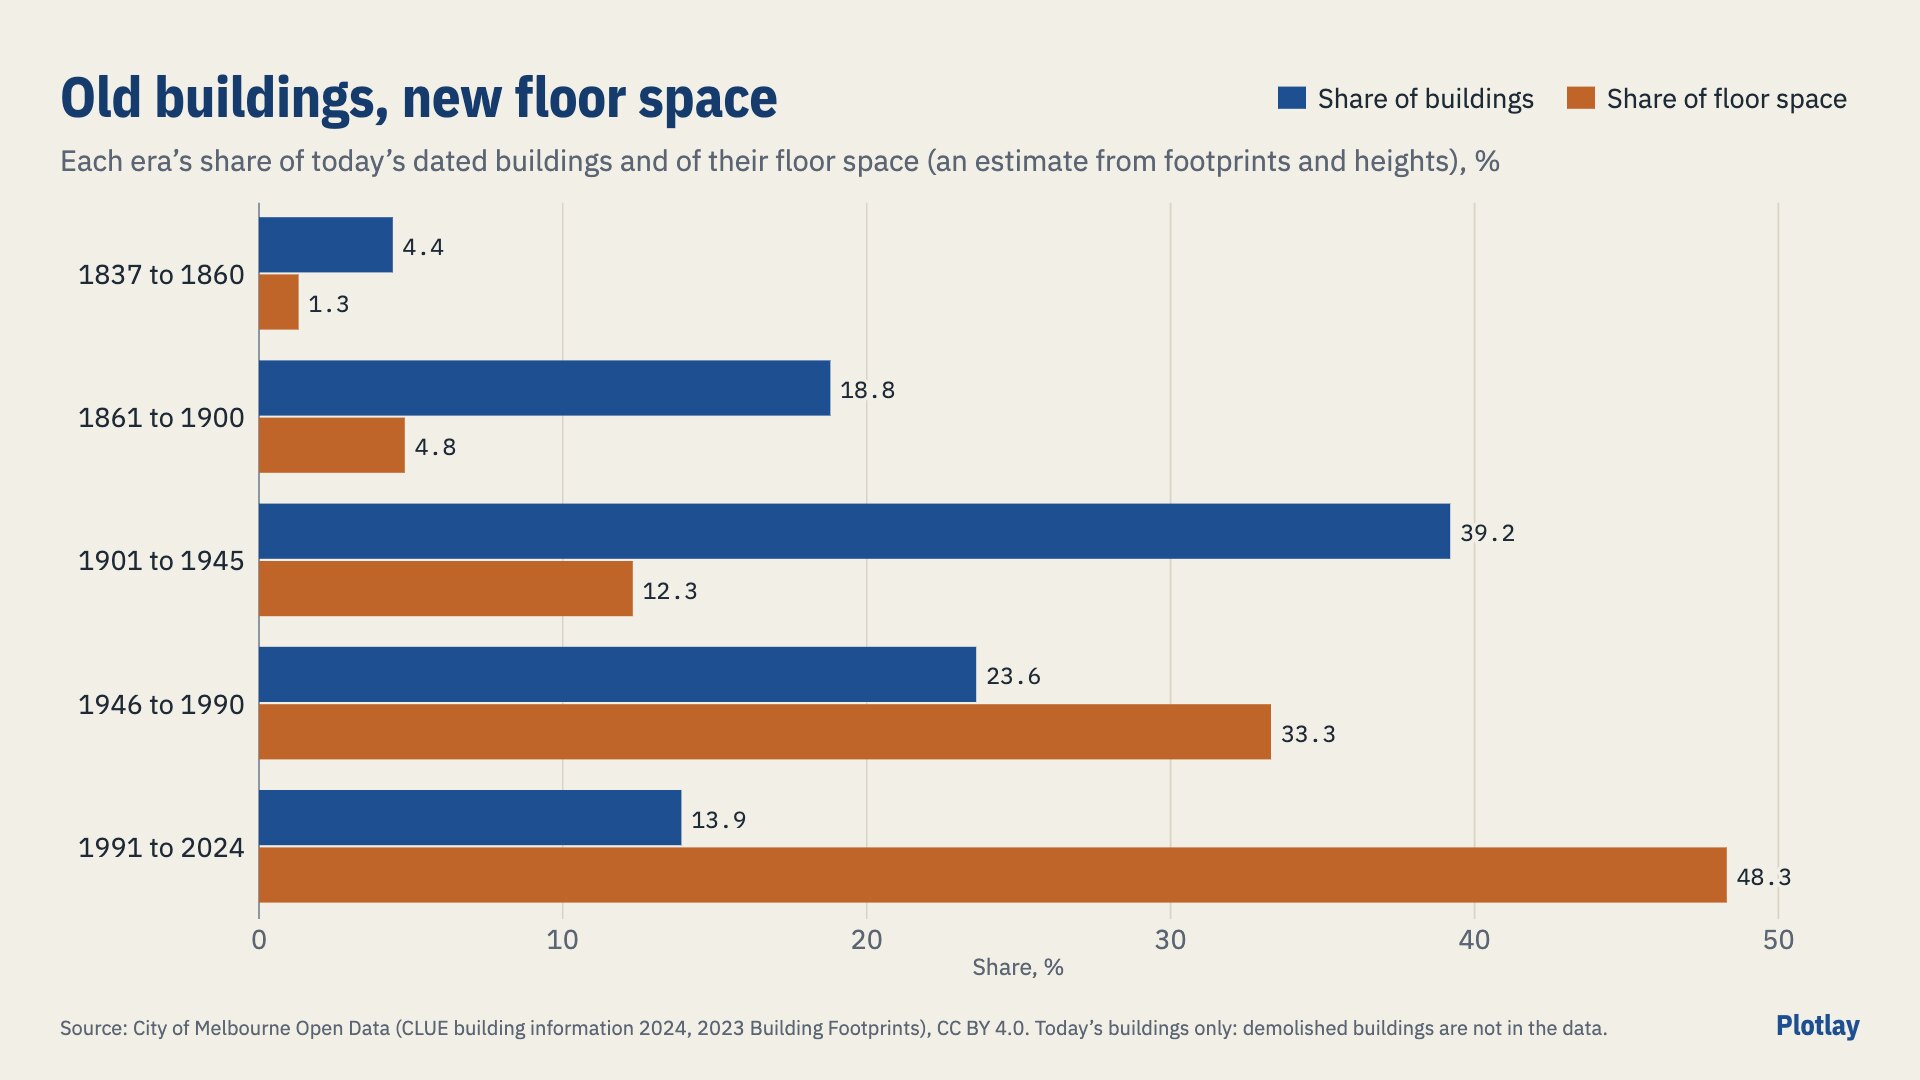 Old buildings, new floor space
Share of buildings
Share of floor space
Each era’s share of today’s dated buildings and of their floor space (an estimate from footprints and heights), %
1837 to 1860
4.4
1.3
1861 to 1900
18.8
4.8
1901 to 1945
39.2
12.3
1946 to 1990
23.6
33.3
1991 to 2024
13.9
48.3
0 10 20 30 40 50
Share, %
Source: City of Melbourne Open Data (CLUE building information 2024, 2023 Building Footprints), CC BY 4.0. Today’s buildings only: demolished buildings are not in the data.
Plotlay